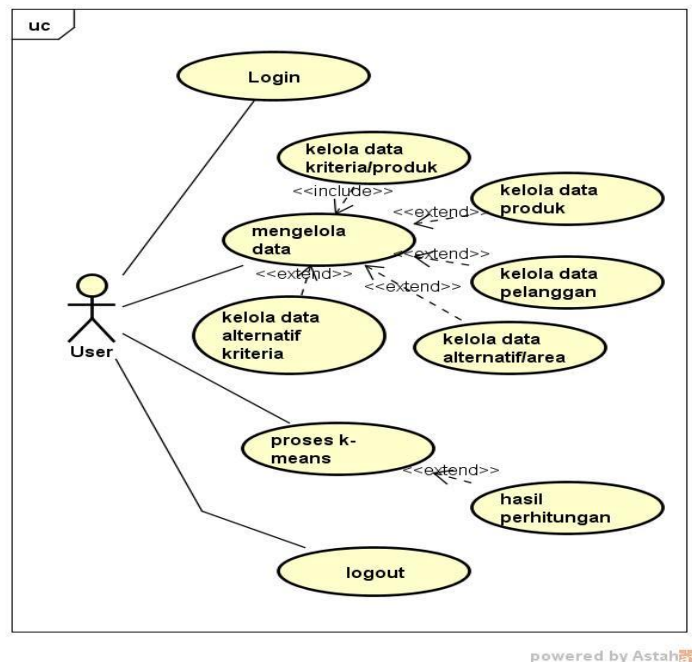 uc
Login
kelola data
kriteria/produk
<<include>>
kelola data
produk
<<extend>>
mengelola
data
<<extend>>
kelola data
pelanggan
<<extend>>
<<extend>>
kelola data
alternatif
kriteria
kelola data
alternatif/area
User
proses k-
means
<<extend>>
hasil
perhitungan
logout
powered by Astah